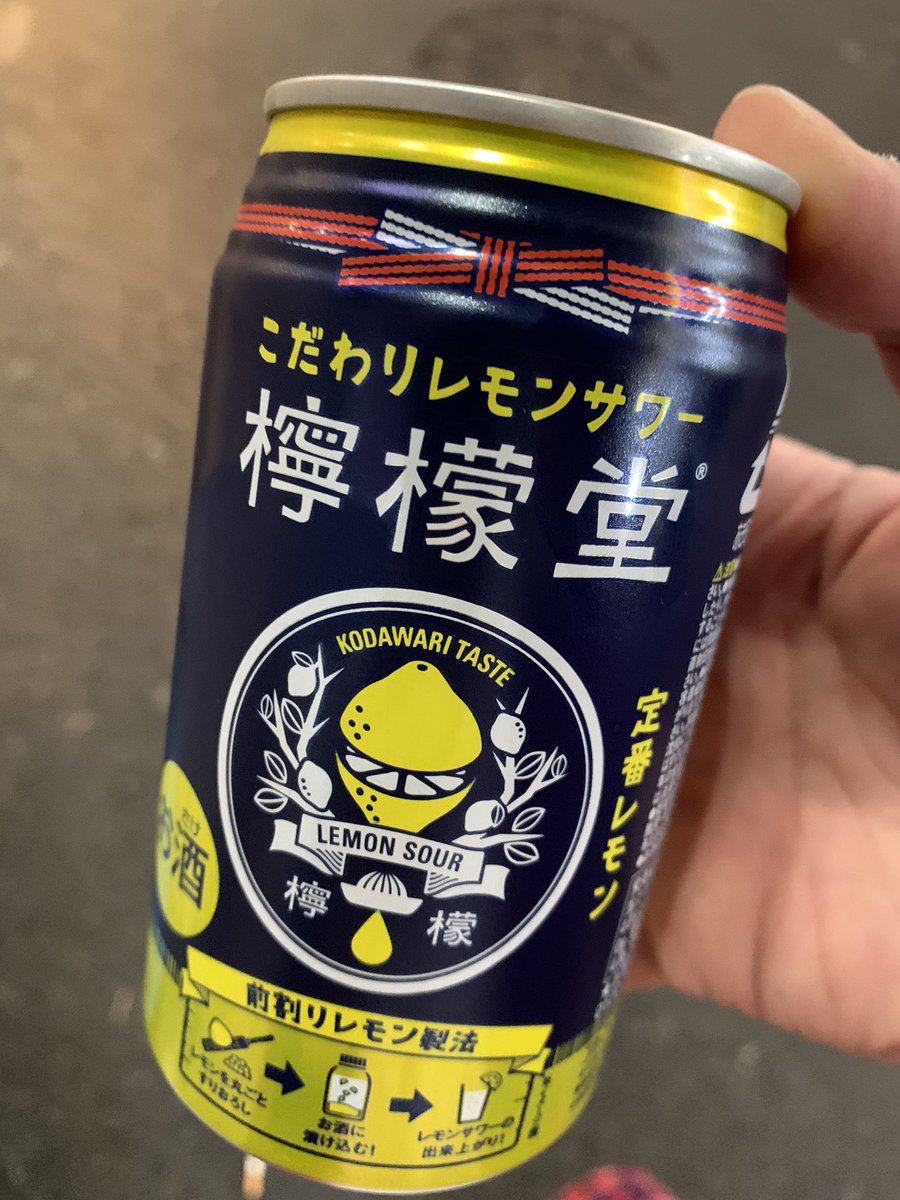 こだわりレモンサワー
檸檬堂®
KODAWARI TASTE
LEMON SOUR
檸檬
定番レモン
さけ
お酒
前割りレモン製法
レモンを丸ごと
すりおろし
お酒に
漬け込む!
レモンサワーの
出来上がり!